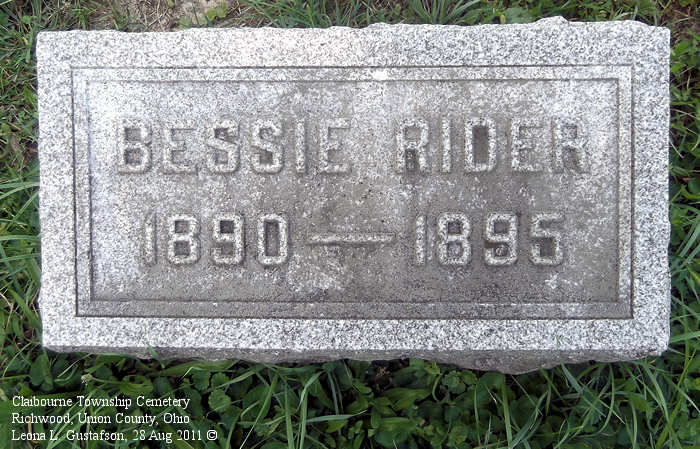 BESSIE RIDER
1890 — 1895
Claibourne Township Cemetery
Richwood, Union County, Ohio
Leona L. Gustafson, 28 Aug 2011 ©